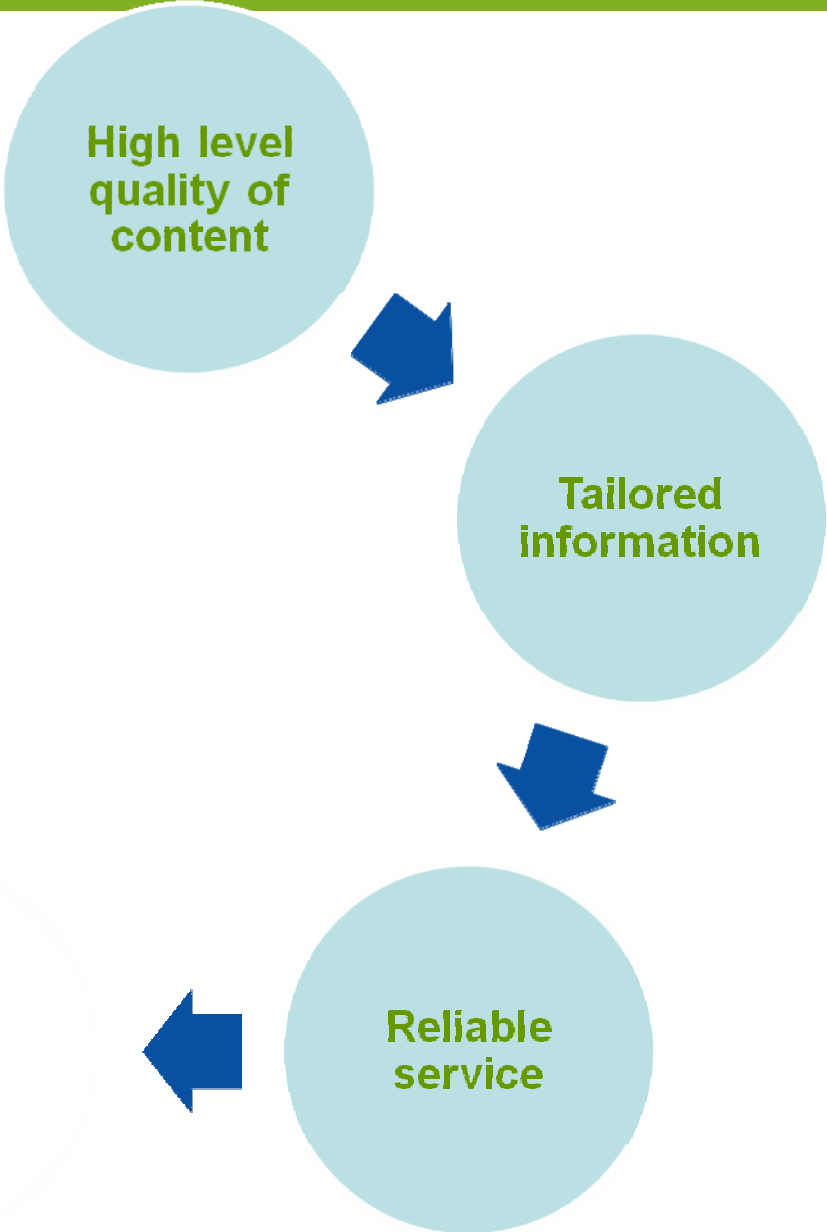 High level
quality of
content
Tailored
information
Reliable
service